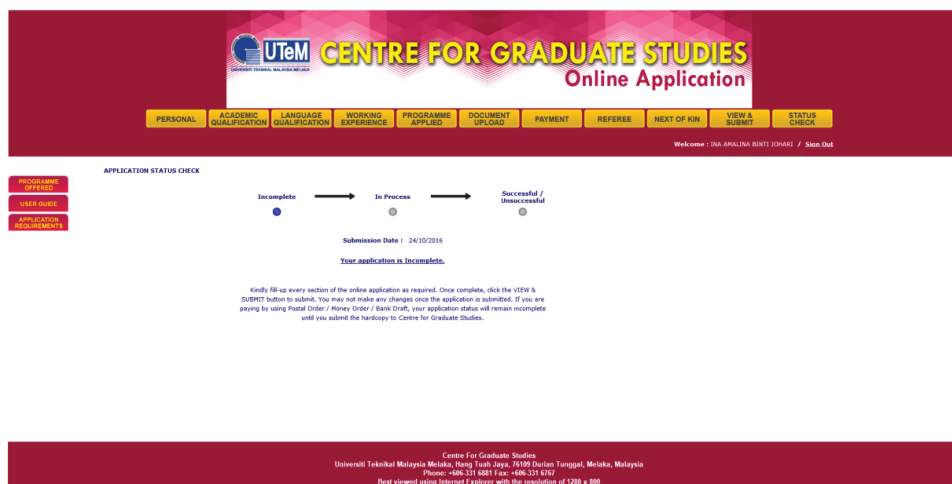 UTeM
UNIVERSITI TEKNIKAL MALAYSIA MELAKA
CENTRE FOR GRADUATE STUDIES
Online Application
PERSONAL
ACADEMIC QUALIFICATION
LANGUAGE QUALIFICATION
WORKING EXPERIENCE
PROGRAMME APPLIED
DOCUMENT UPLOAD
PAYMENT
REFEREE
NEXT OF KIN
VIEW & SUBMIT
STATUS CHECK
Welcome : INA AMALINA BINTI JOHARI / Sign Out
PROGRAMME OFFERED
USER GUIDE
APPLICATION REQUIREMENTS
APPLICATION STATUS CHECK
Incomplete
In Process
Successful /
Unsuccessful
Submission Date : 24/10/2016
Your application is Incomplete.
Kindly fill-up every section of the online application as required. Once complete, click the VIEW &
SUBMIT button to submit. You may not make any changes once the application is submitted. If you are
paying by using Postal Order / Money Order / Bank Draft, your application status will remain incomplete
until you submit the hardcopy to Centre for Graduate Studies.
Centre For Graduate Studies
Universiti Teknikal Malaysia Melaka, Hang Tuah Jaya, 76109 Durian Tunggal, Melaka, Malaysia
Phone: +606-331 6881 Fax: +606-331 6767
Best viewed using Internet Explorer with the resolution of 1280 x 800